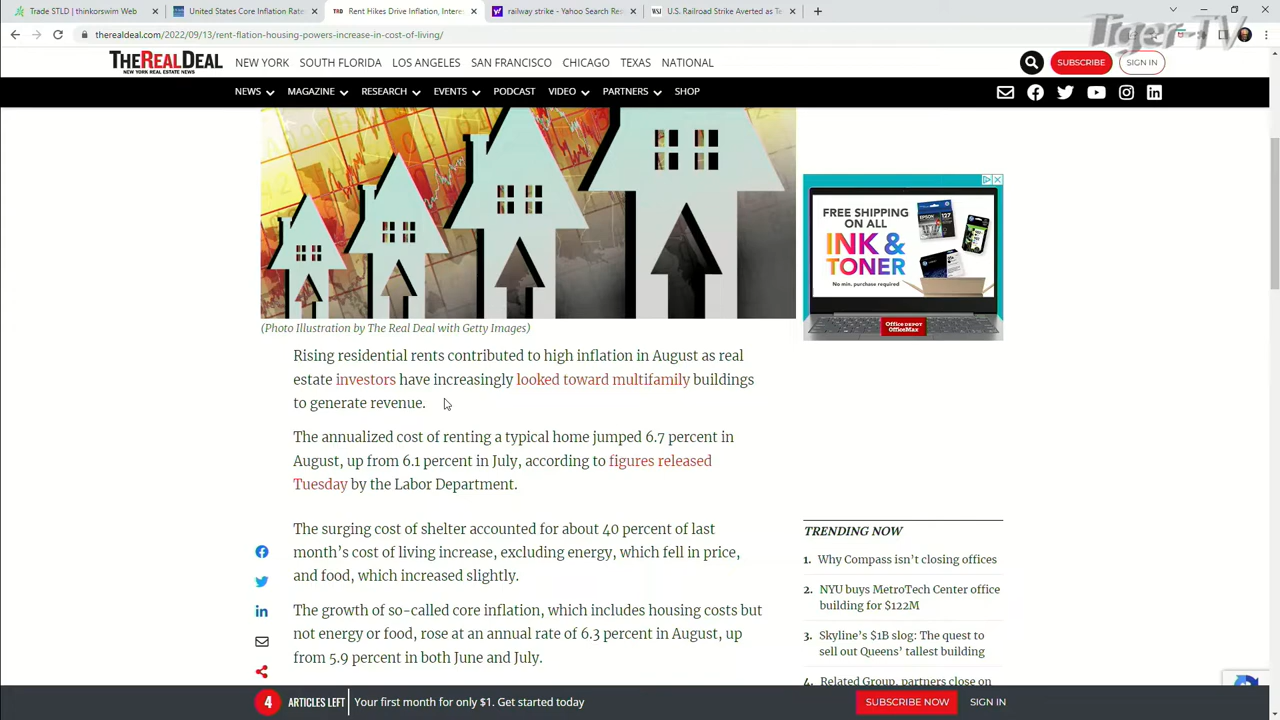 Trade STLD | thinkorswim Web
United States Core Inflation Rate
Rent Hikes Drive Inflation, Interes
railway strike - Yahoo Search Res
U.S. Railroad Strike Averted as Te
Tiger-TV
therealdeal.com/2022/09/13/rent-flation-housing-powers-increase-in-cost-of-living/
THEREALDEAL
NEW YORK REAL ESTATE NEWS
NEW YORK SOUTH FLORIDA LOS ANGELES SAN FRANCISCO CHICAGO TEXAS NATIONAL
SUBSCRIBE
SIGN IN
NEWS MAGAZINE RESEARCH EVENTS PODCAST VIDEO PARTNERS SHOP
(Photo Illustration by The Real Deal with Getty Images)
Rising residential rents contributed to high inflation in August as real
estate investors have increasingly looked toward multifamily buildings
to generate revenue.
The annualized cost of renting a typical home jumped 6.7 percent in
August, up from 6.1 percent in July, according to figures released
Tuesday by the Labor Department.
The surging cost of shelter accounted for about 40 percent of last
month's cost of living increase, excluding energy, which fell in price,
and food, which increased slightly.
The growth of so-called core inflation, which includes housing costs but
not energy or food, rose at an annual rate of 6.3 percent in August, up
from 5.9 percent in both June and July.
FREE SHIPPING
ON ALL
INK &
TONER
No min. purchase required
EPSON
127
Office DEPOT
OfficeMax
TRENDING NOW
1. Why Compass isn't closing offices
2. NYU buys MetroTech Center office
building for $122M
3. Skyline's $1B slog: The quest to
sell out Queens' tallest building
4. Related Group, partners close on
4 ARTICLES LEFT
Your first month for only $1. Get started today
SUBSCRIBE NOW
SIGN IN